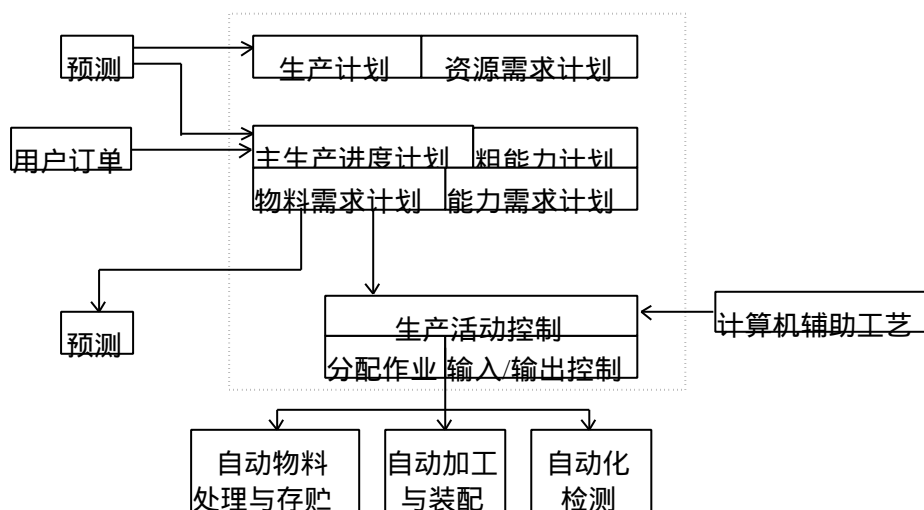 预测
生产计划
资源需求计划
用户订单
主生产进度计划
粗能力计划
物料需求计划
能力需求计划
预测
生产活动控制
计算机辅助工艺
分配作业 输入/输出控制
自动物料
处理与存贮
自动加工
与装配
自动化
检测